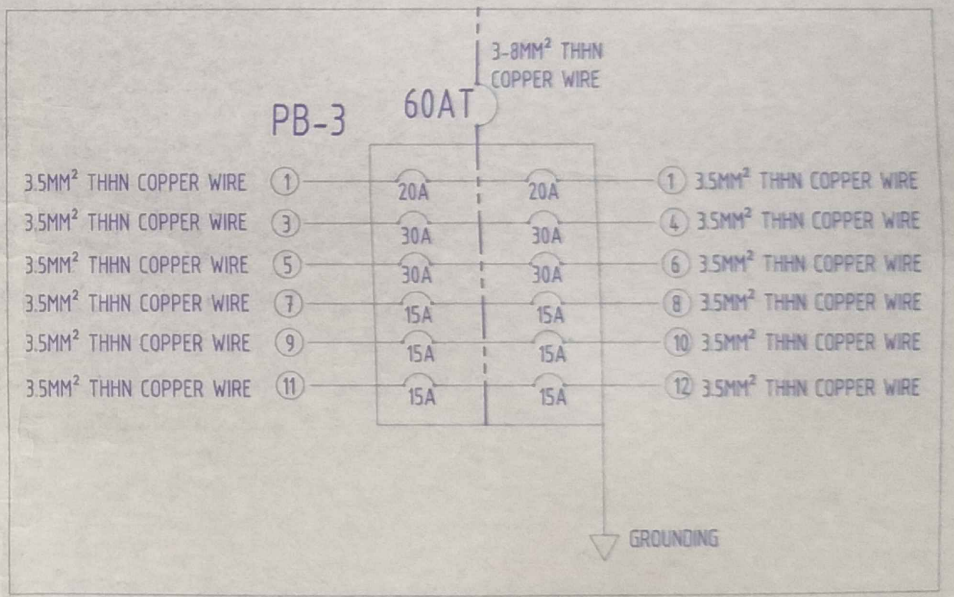 3-8MM² THHN
COPPER WIRE
60AT
PB-3
3.5MM² THHN COPPER WIRE 1 20A 20A 1 3.5MM² THHN COPPER WIRE
3.5MM² THHN COPPER WIRE 3 30A 30A 4 3.5MM² THHN COPPER WIRE
3.5MM² THHN COPPER WIRE 5 30A 30A 6 3.5MM² THHN COPPER WIRE
3.5MM² THHN COPPER WIRE 7 15A 15A 8 3.5MM² THHN COPPER WIRE
3.5MM² THHN COPPER WIRE 9 15A 15A 10 3.5MM² THHN COPPER WIRE
3.5MM² THHN COPPER WIRE 11 15A 15A 12 3.5MM² THHN COPPER WIRE
GROUNDING